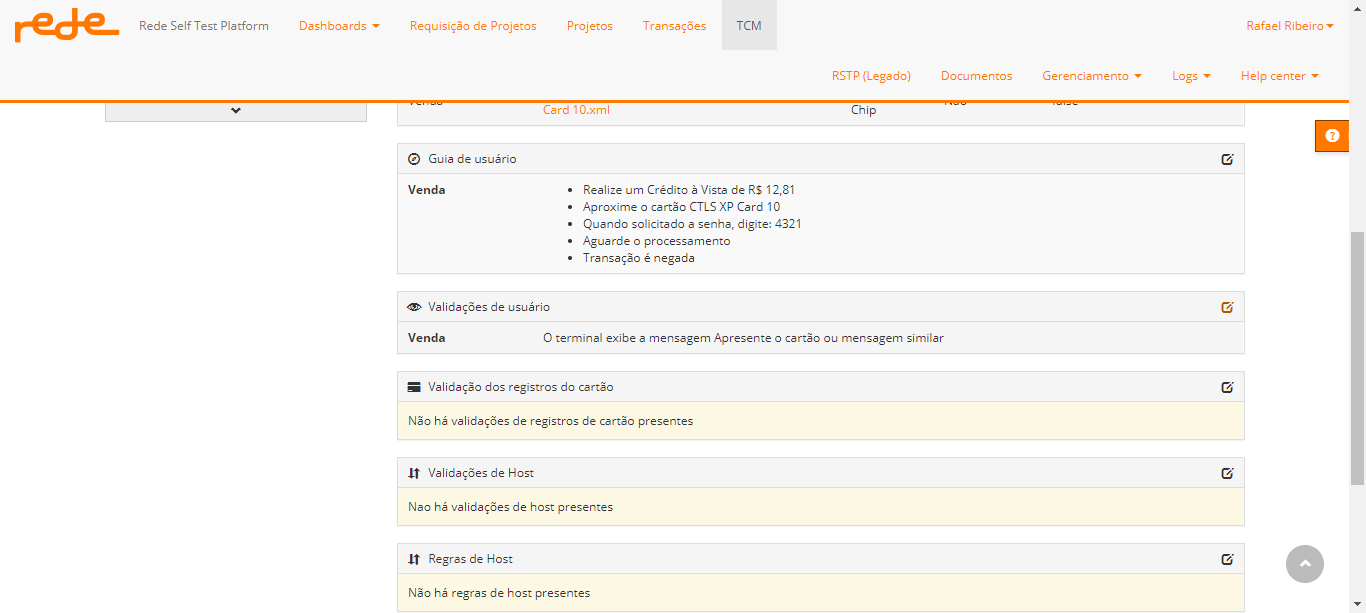 rede Rede Self Test Platform Dashboards Requisição de Projetos Projetos Transações TCM Rafael Ribeiro
RSTP (Legado) Documentos Gerenciamento Logs Help center
Venda Não false
Card 10.xml Chip
Guia de usuário
Venda
Realize um Crédito à Vista de R$ 12,81
Aproxime o cartão CTLS XP Card 10
Quando solicitado a senha, digite: 4321
Aguarde o processamento
Transação é negada
Validações de usuário
Venda O terminal exibe a mensagem Apresente o cartão ou mensagem similar
Validação dos registros do cartão
Não há validações de registros de cartão presentes
Validações de Host
Nao há validações de host presentes
Regras de Host
Não há regras de host presentes